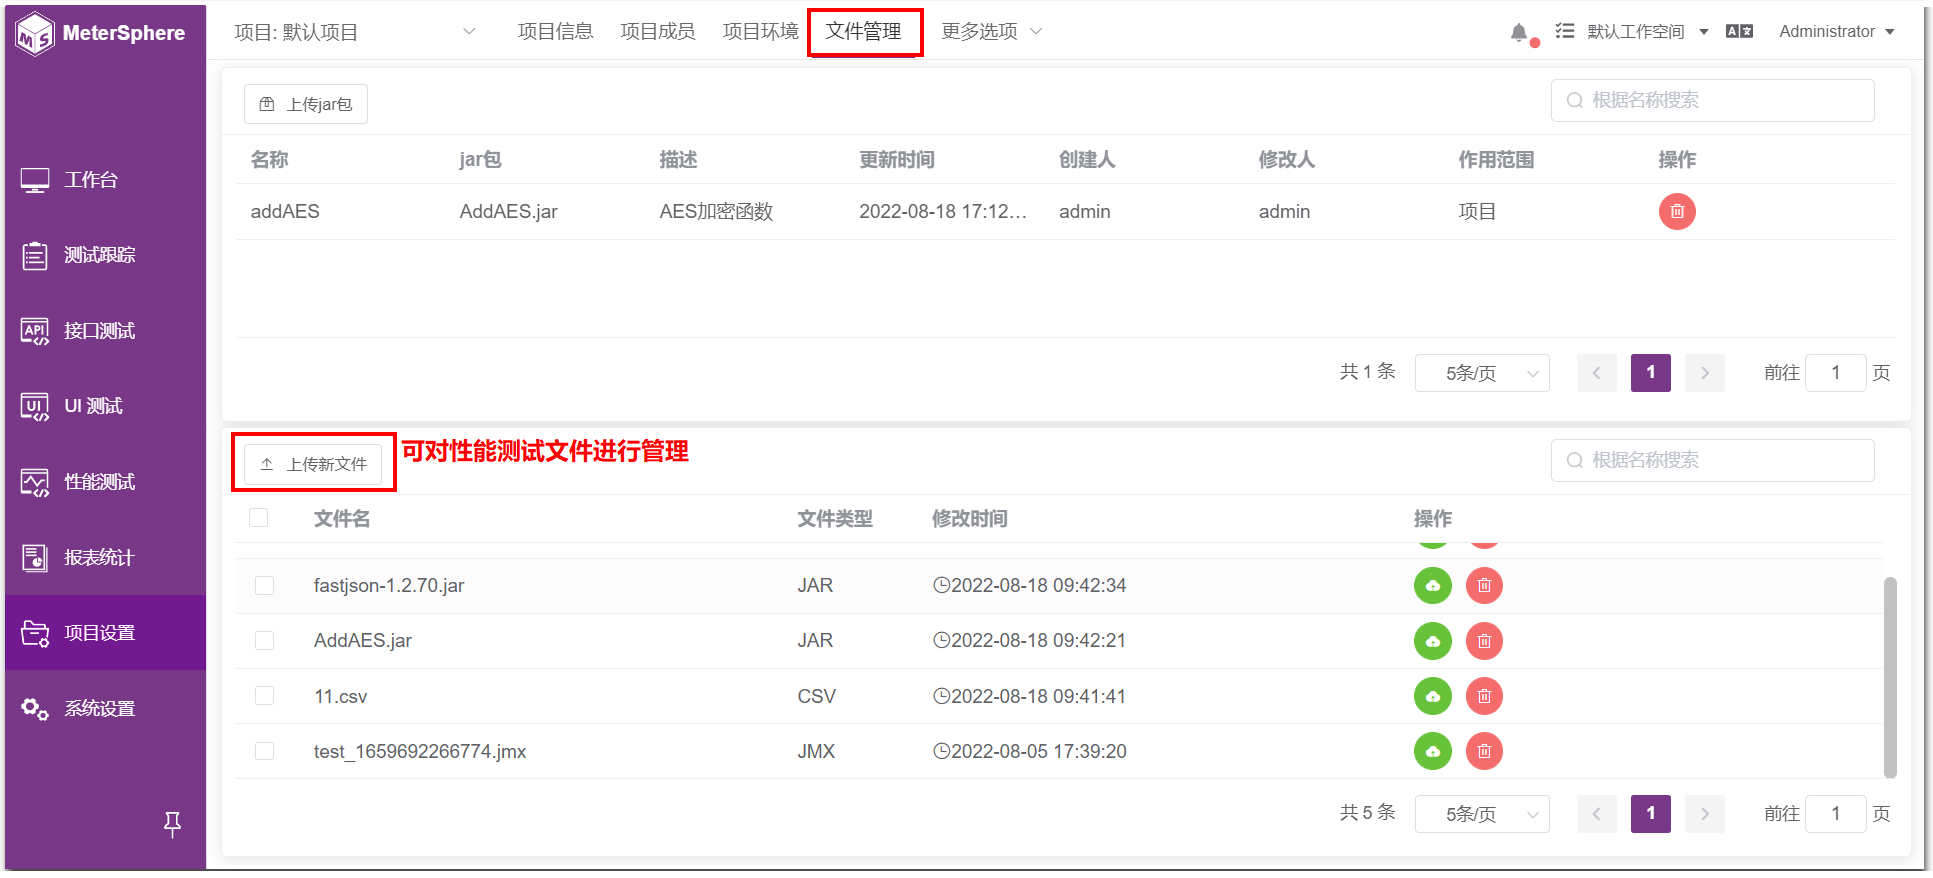 MeterSphere
项目: 默认项目
项目信息
项目成员
项目环境
文件管理
更多选项
默认工作空间
Administrator
上传jar包
根据名称搜索
名称 jar包 描述 更新时间 创建人 修改人 作用范围 操作
addAES AddAES.jar AES加密函数 2022-08-18 17:12... admin admin 项目
共 1 条 5条/页 1 前往 1 页
工作台
测试跟踪
接口测试
UI 测试
性能测试
报表统计
项目设置
系统设置
上传新文件
可对性能测试文件进行管理
根据名称搜索
文件名 文件类型 修改时间 操作
fastjson-1.2.70.jar JAR 2022-08-18 09:42:34
AddAES.jar JAR 2022-08-18 09:42:21
11.csv CSV 2022-08-18 09:41:41
test_1659692266774.jmx JMX 2022-08-05 17:39:20
共 5 条 5条/页 1 前往 1 页